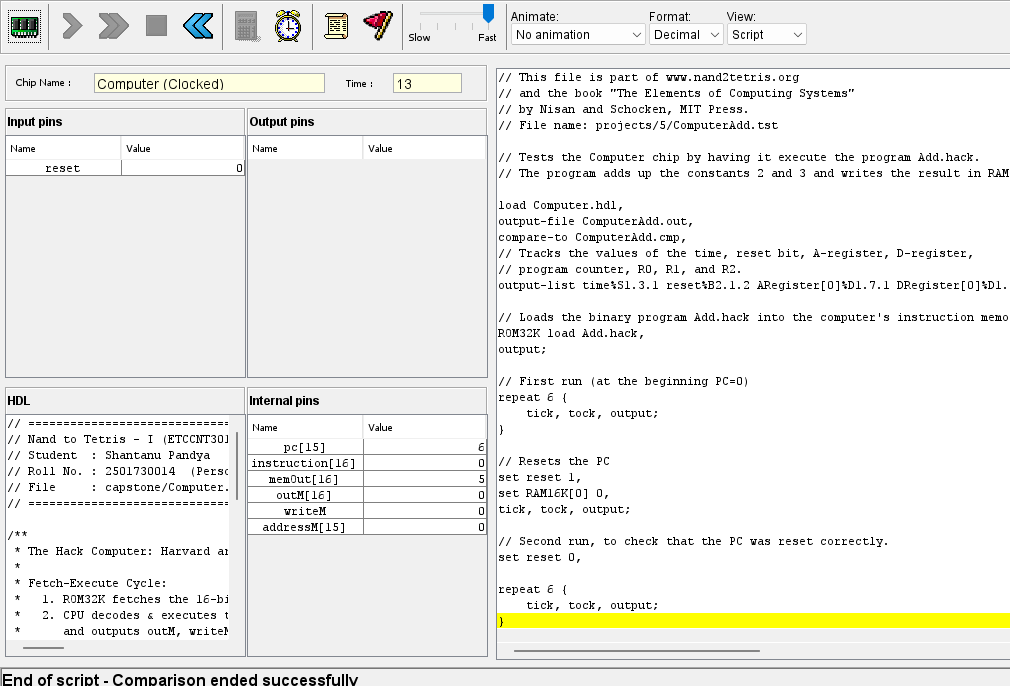 Slow
Fast
Animate:
No animation
Format:
Decimal
View:
Script
Chip Name :
Computer (Clocked)
Time :
13
Input pins
Name Value
reset 0
Output pins
Name Value
HDL
// ==============================
// Nand to Tetris - I (ETCCNT301
// Student  : Shantanu Pandya
// Roll No. : 2501730014  (Perso
// File     : capstone/Computer.
// ==============================
/**
* The Hack Computer: Harvard ar
*
* Fetch-Execute Cycle:
*   1. ROM32K fetches the 16-bi
*   2. CPU decodes & executes t
*      and outputs outM, writeM
Internal pins
Name Value
pc[15] 6
instruction[16] 0
memOut[16] 5
outM[16] 0
writeM 0
addressM[15] 0
// This file is part of www.nand2tetris.org
// and the book "The Elements of Computing Systems"
// by Nisan and Schocken, MIT Press.
// File name: projects/5/ComputerAdd.tst
// Tests the Computer chip by having it execute the program Add.hack.
// The program adds up the constants 2 and 3 and writes the result in RAM
load Computer.hdl,
output-file ComputerAdd.out,
compare-to ComputerAdd.cmp,
// Tracks the values of the time, reset bit, A-register, D-register,
// program counter, R0, R1, and R2.
output-list time%S1.3.1 reset%B2.1.2 ARegister[0]%D1.7.1 DRegister[0]%D1.
// Loads the binary program Add.hack into the computer's instruction memo
ROM32K load Add.hack,
output;
// First run (at the beginning PC=0)
repeat 6 {
    tick, tock, output;
}
// Resets the PC
set reset 1,
set RAM16K[0] 0,
tick, tock, output;
// Second run, to check that the PC was reset correctly.
set reset 0,
repeat 6 {
    tick, tock, output;
}
End of script - Comparison ended successfully